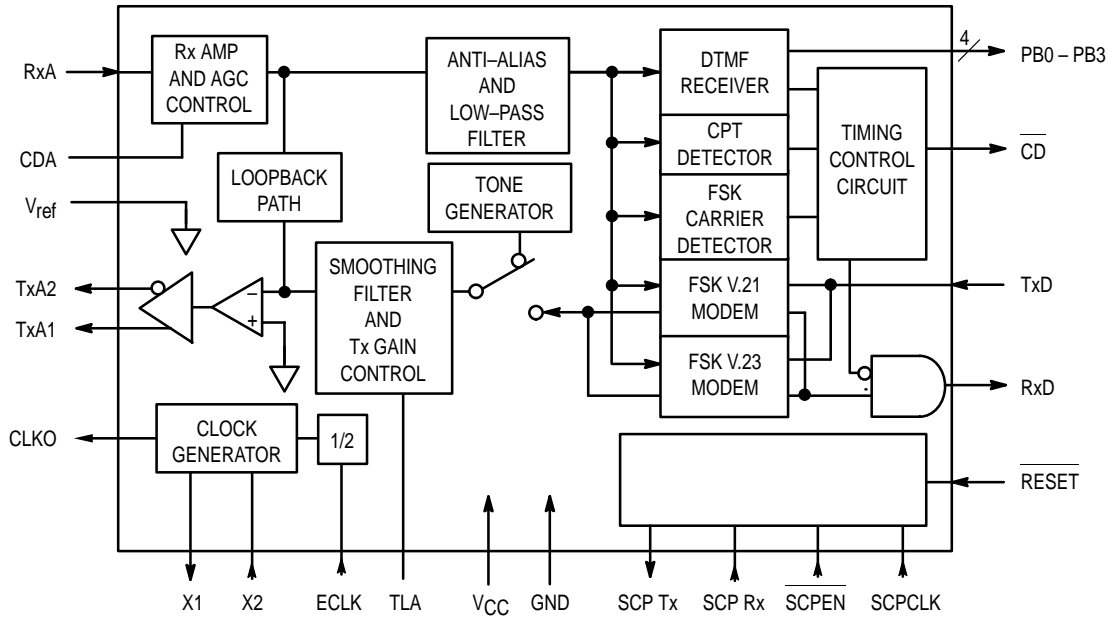 4
RxA
Rx AMP
AND AGC
CONTROL
ANTI–ALIAS
AND
LOW–PASS
FILTER
DTMF
RECEIVER
PB0 – PB3
CDA
CPT
DETECTOR
TIMING
CONTROL
CIRCUIT
CD
LOOPBACK
PATH
TONE
GENERATOR
FSK
CARRIER
DETECTOR
Vref
TxA2
TxA1
–
+
SMOOTHING
FILTER
AND
Tx GAIN
CONTROL
FSK V.21
MODEM
TxD
FSK V.23
MODEM
RxD
CLKO
CLOCK
GENERATOR
1/2
RESET
X1
X2
ECLK
TLA
VCC
GND
SCP Tx
SCP Rx
SCPEN
SCPCLK